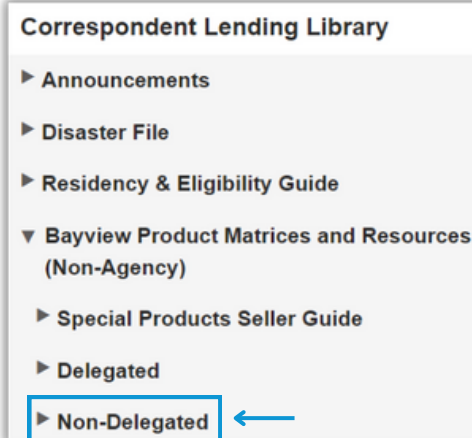 Correspondent Lending Library
Announcements
Disaster File
Residency & Eligibility Guide
Bayview Product Matrices and Resources
(Non-Agency)
Special Products Seller Guide
Delegated
Non-Delegated